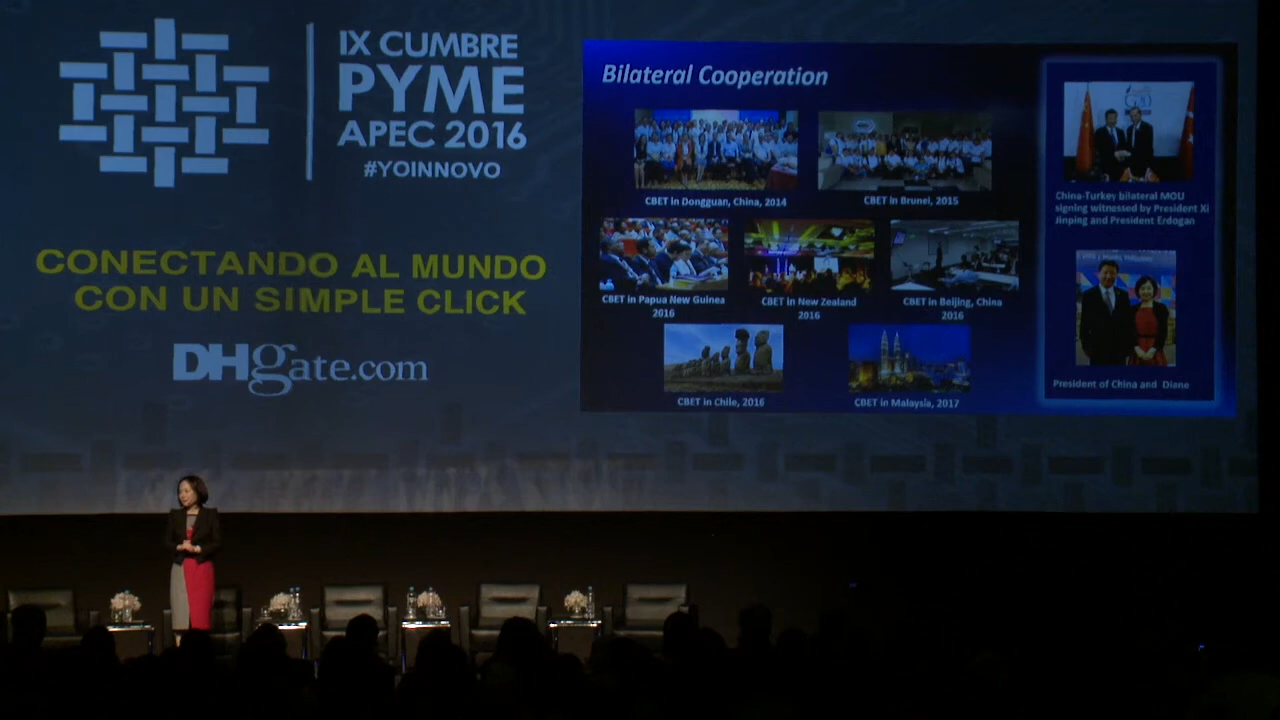 IX CUMBRE
PYME
APEC 2016
#YOINNOVO
CONECTANDO AL MUNDO
CON UN SIMPLE CLICK
DHgate.com
Bilateral Cooperation
CBET in Dongguan, China, 2014
CBET in Brunei, 2015
CBET in Papua New Guinea
2016
CBET in New Zealand
2016
CBET in Beijing, China
2016
CBET in Chile, 2016
CBET in Malaysia, 2017
China-Turkey bilateral MOU
signing witnessed by President Xi
Jinping and President Erdogan
President of China and Diane